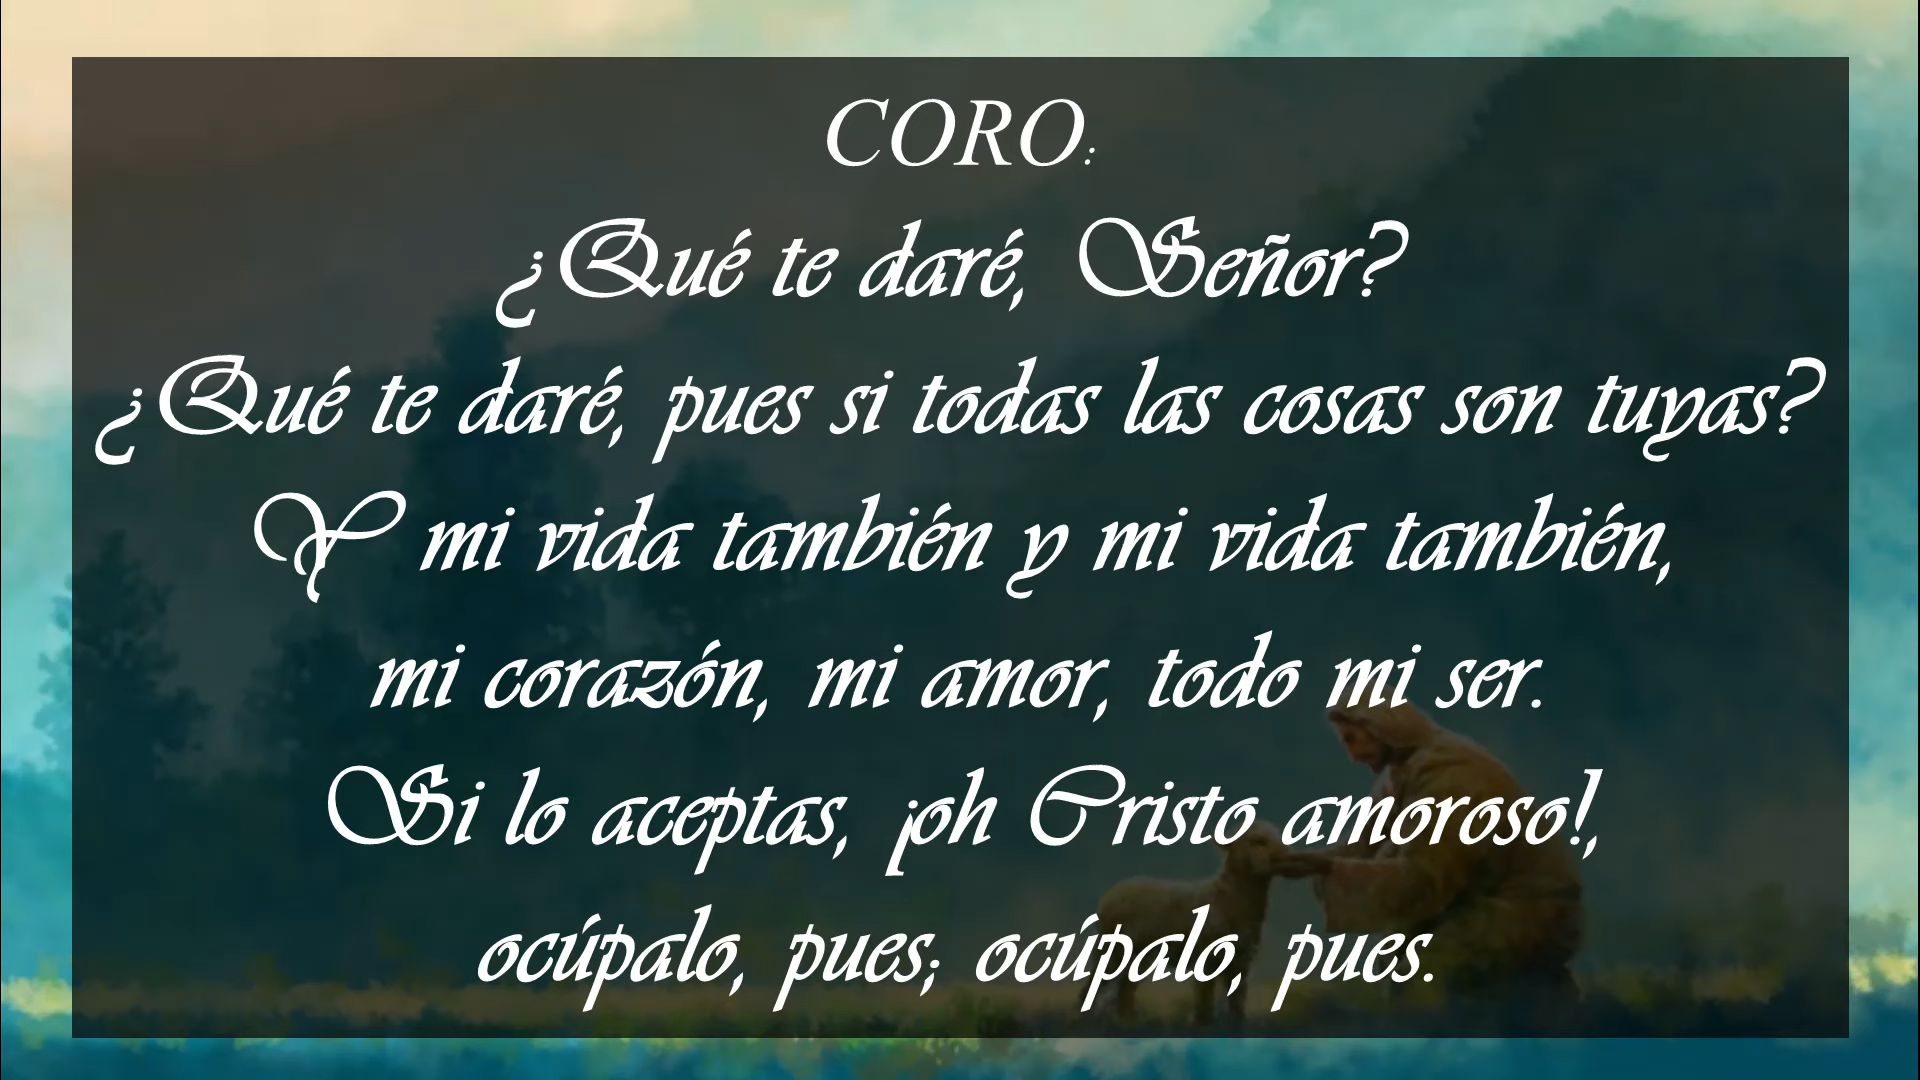 CORO:
¿Qué te daré, Señor?
¿Qué te daré, pues si todas las cosas son tuyas?
Y mi vida también y mi vida también,
mi corazón, mi amor, todo mi ser.
Si lo aceptas, ¡oh Cristo amoroso!,
ocúpalo, pues; ocúpalo, pues.